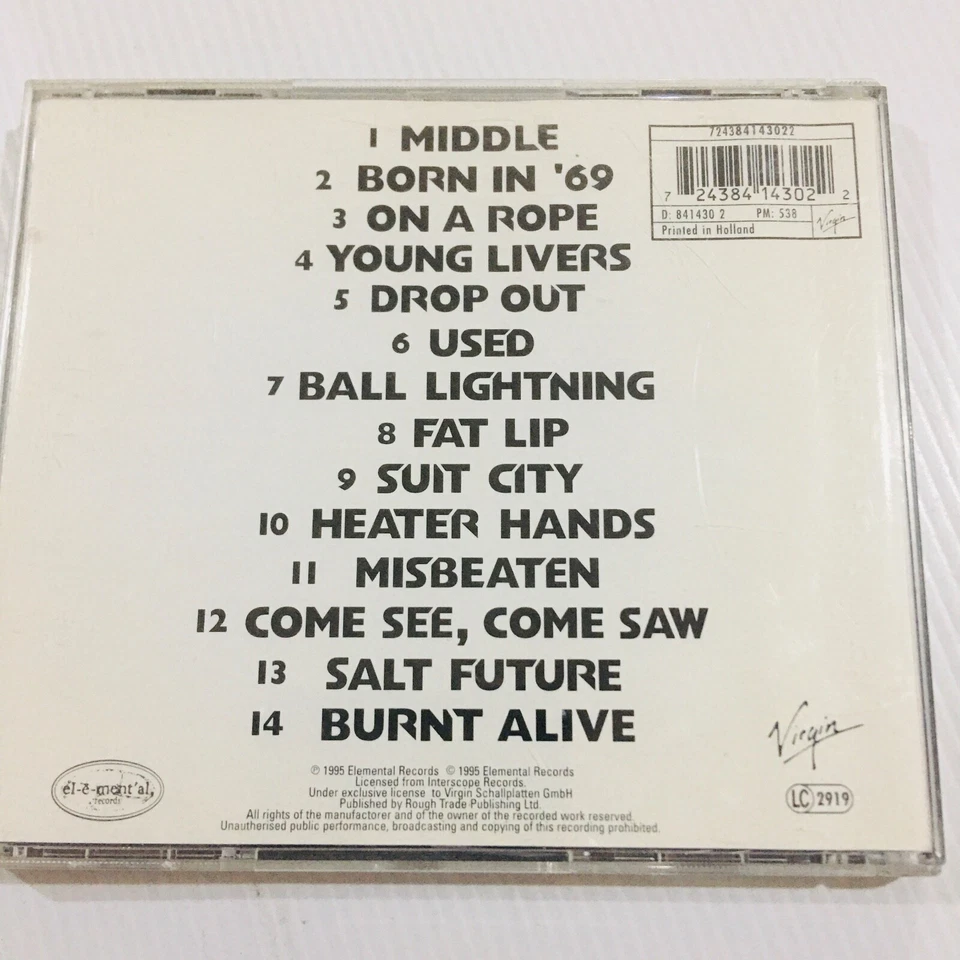 1 MIDDLE
2 BORN IN '69
3 ON A ROPE
4 YOUNG LIVERS
5 DROP OUT
6 USED
7 BALL LIGHTNING
8 FAT LIP
9 SUIT CITY
10 HEATER HANDS
11 MISBEATEN
12 COME SEE, COME SAW
13 SALT FUTURE
14 BURNT ALIVE
724384143022
7 24384 14302 2
D: 841430 2 PM: 538
Printed in Holland
Virgin
Virgin
él-ĕ-ment'al,
records
℗ 1995 Elemental Records © 1995 Elemental Records
Licensed from Interscope Records.
Under exclusive license to Virgin Schallplatten GmbH
Published by Rough Trade Publishing Ltd.
All rights of the manufacturer and of the owner of the recorded work reserved.
Unauthorised public performance, broadcasting and copying of this recording prohibited.
LC 2919